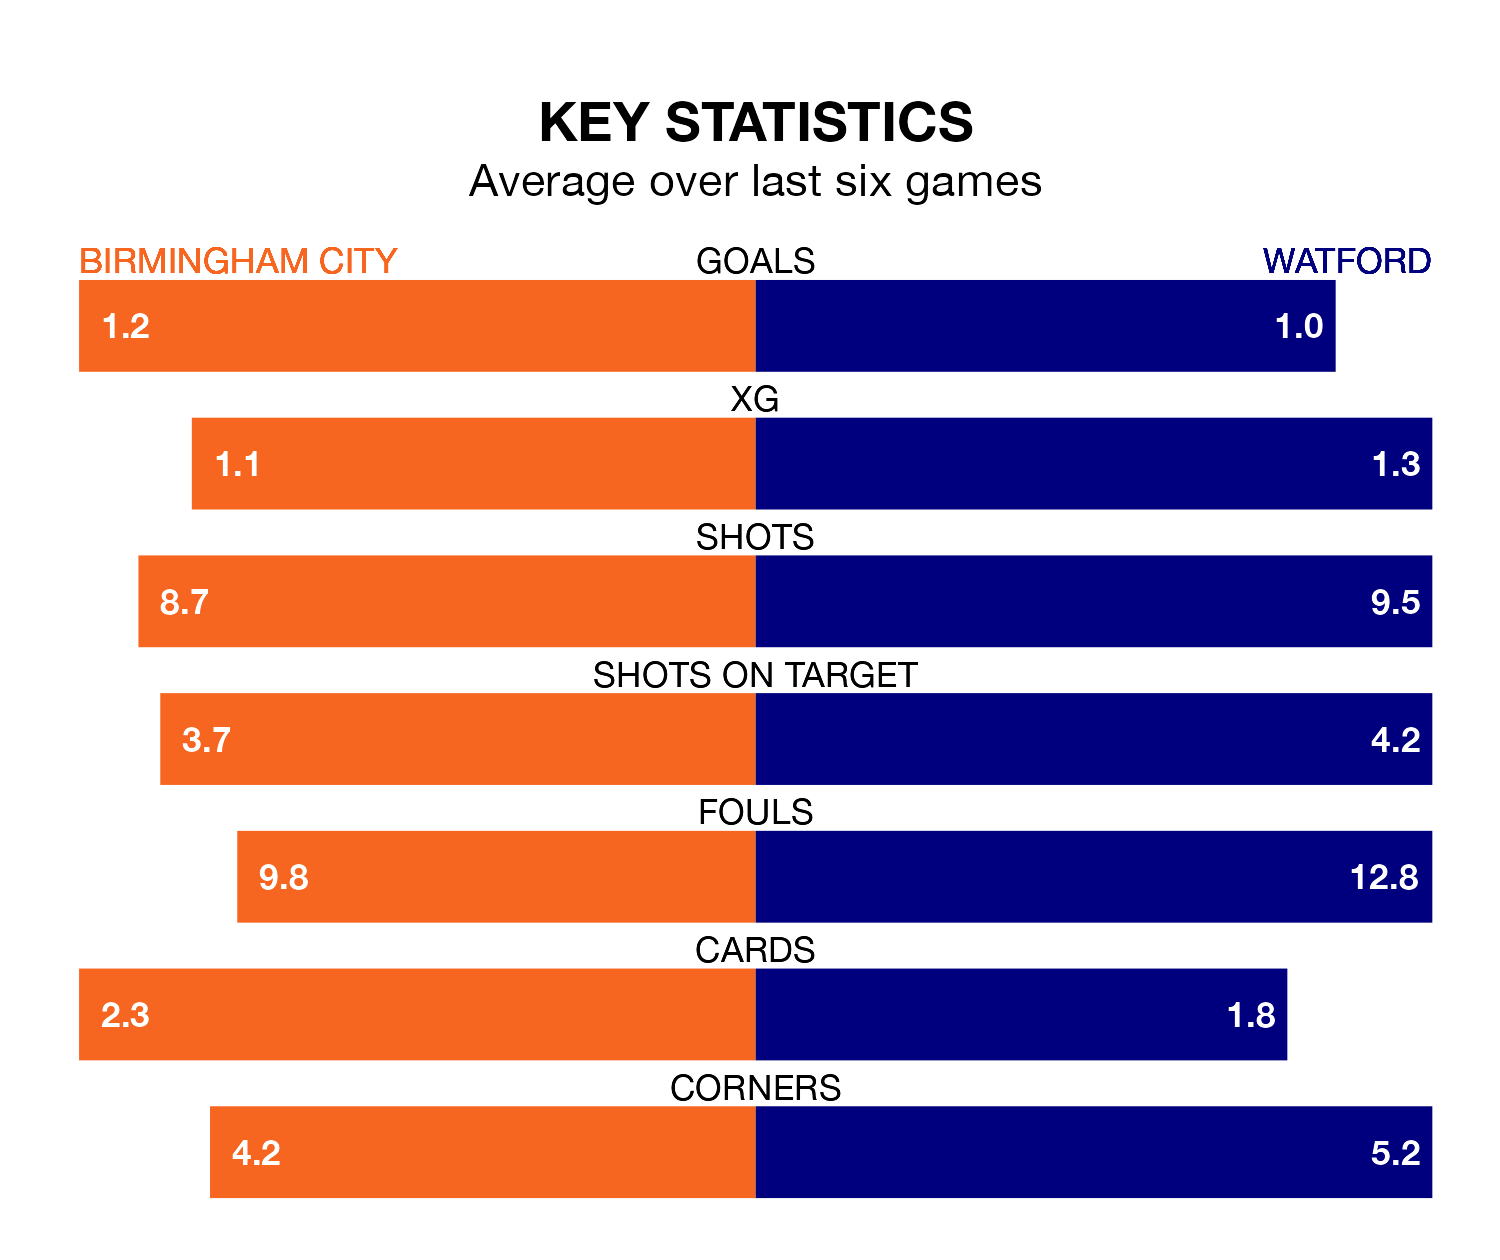 KEY STATISTICS
Average over last six games
BIRMINGHAM CITY GOALS WATFORD
1.2 1.0
XG
1.1 1.3
SHOTS
8.7 9.5
SHOTS ON TARGET
3.7 4.2
FOULS
9.8 12.8
CARDS
2.3 1.8
CORNERS
4.2 5.2